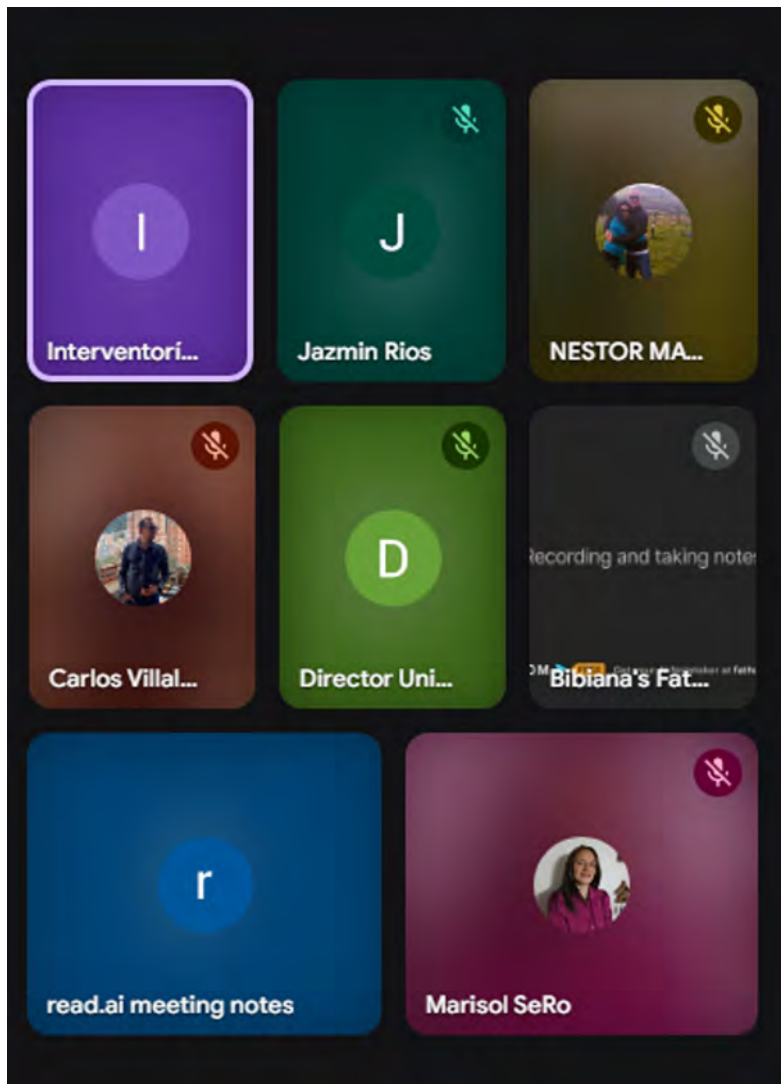 I
Interventorí...
J
Jazmin Rios
NESTOR MA...
Carlos Villal...
D
Director Uni...
Recording and taking notes
Bibiana's Fat...
r
read.ai meeting notes
Marisol SeRo